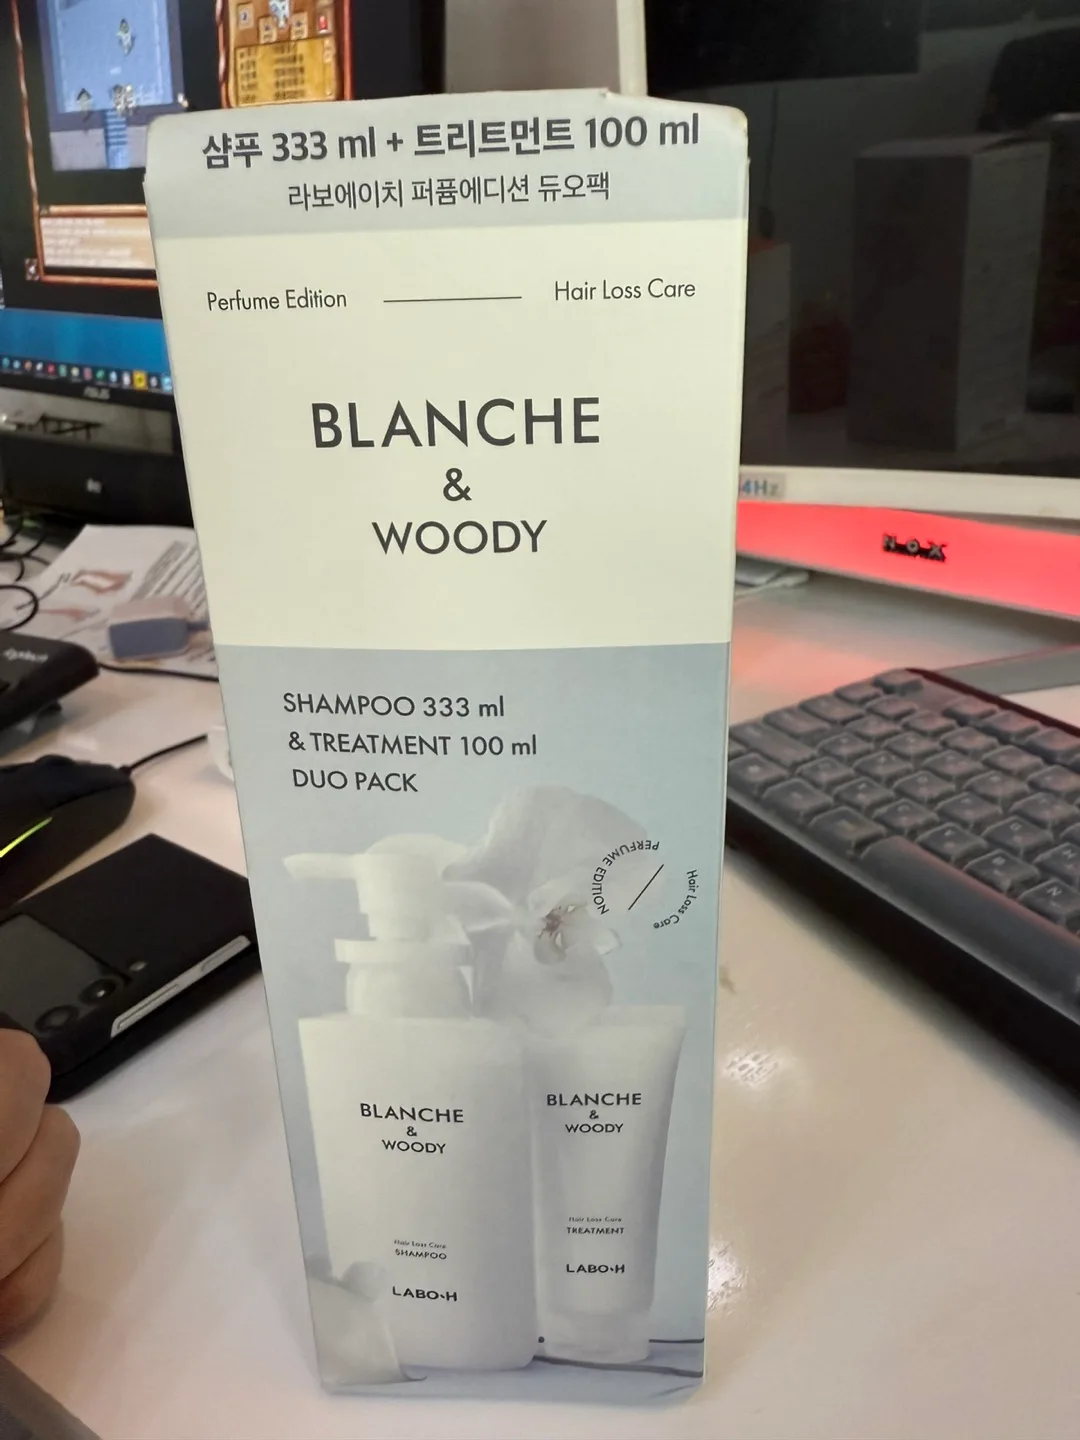 샴푸 333 ml + 트리트먼트 100 ml
라보에이치 퍼퓸에디션 듀오팩
Perfume Edition
Hair Loss Care
BLANCHE
&
WOODY
SHAMPOO 333 ml
& TREATMENT 100 ml
DUO PACK
PERFUME EDITION
Hair Loss Care
BLANCHE
&
WOODY
Hair Loss Care
SHAMPOO
LABO-H
BLANCHE
&
WOODY
Hair Loss Care
TREATMENT
LABO-H
4Hz
NOX
ASUS